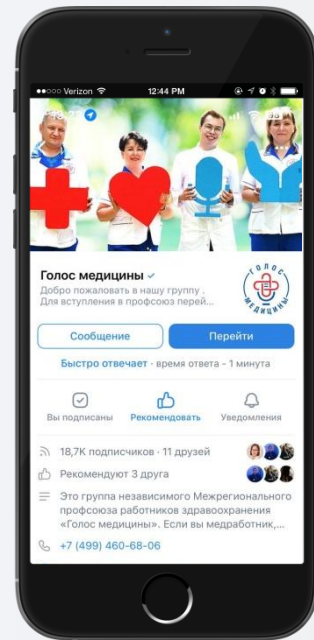 Verizon 12:44 PM
Голос медицины
Добро пожаловать в нашу группу .
Для вступления в профсоюз перей...
ГОЛОС
МЕДИЦИНЫ
Сообщение
Перейти
Быстро отвечает · время ответа – 1 минута
Вы подписаны
Рекомендовать
Уведомления
18,7K подписчиков · 11 друзей
Рекомендуют 3 друга
Это группа независимого Межрегионального
профсоюза работников здравоохранения
«Голос медицины». Если вы медработник,...
+7 (499) 460-68-06